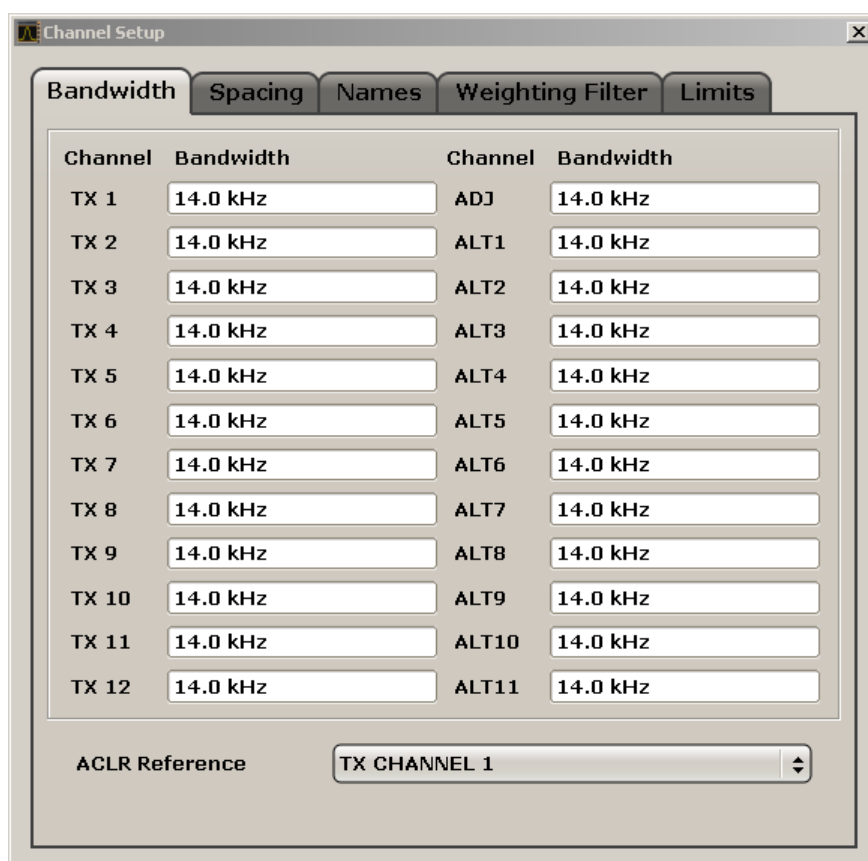 Channel Setup
Bandwidth Spacing Names Weighting Filter Limits
Channel Bandwidth Channel Bandwidth
TX 1 14.0 kHz ADJ 14.0 kHz
TX 2 14.0 kHz ALT1 14.0 kHz
TX 3 14.0 kHz ALT2 14.0 kHz
TX 4 14.0 kHz ALT3 14.0 kHz
TX 5 14.0 kHz ALT4 14.0 kHz
TX 6 14.0 kHz ALT5 14.0 kHz
TX 7 14.0 kHz ALT6 14.0 kHz
TX 8 14.0 kHz ALT7 14.0 kHz
TX 9 14.0 kHz ALT8 14.0 kHz
TX 10 14.0 kHz ALT9 14.0 kHz
TX 11 14.0 kHz ALT10 14.0 kHz
TX 12 14.0 kHz ALT11 14.0 kHz
ACLR Reference TX CHANNEL 1